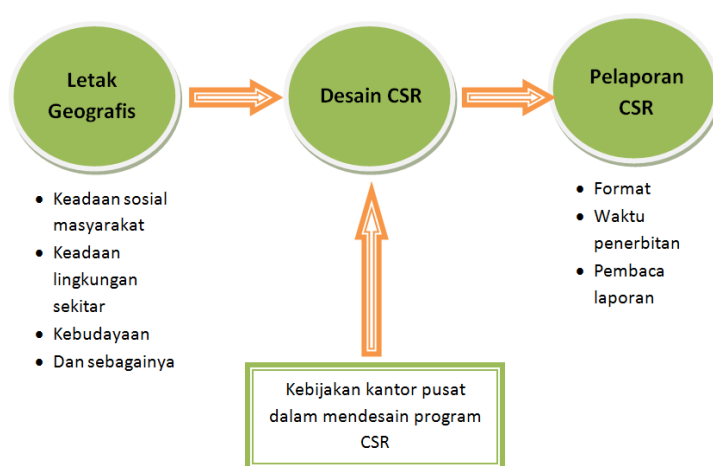 Letak
Geografis
Desain CSR
Pelaporan
CSR
• Keadaan sosial
masyarakat
• Keadaan
lingkungan
sekitar
• Kebudayaan
• Dan sebagainya
• Format
• Waktu
penerbitan
• Pembaca
laporan
Kebijakan kantor pusat
dalam mendesain program
CSR